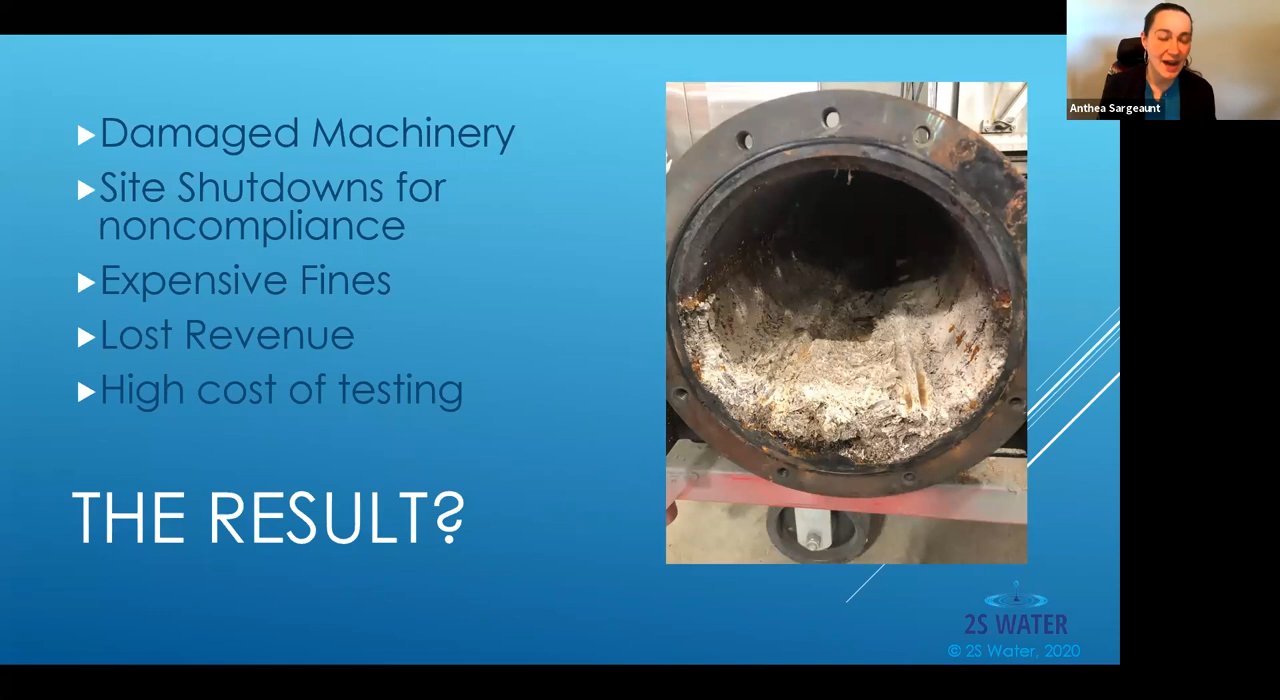 Anthea Sargeaunt
Damaged Machinery
Site Shutdowns for
noncompliance
Expensive Fines
Lost Revenue
High cost of testing
THE RESULT?
2S WATER
© 2S Water, 2020